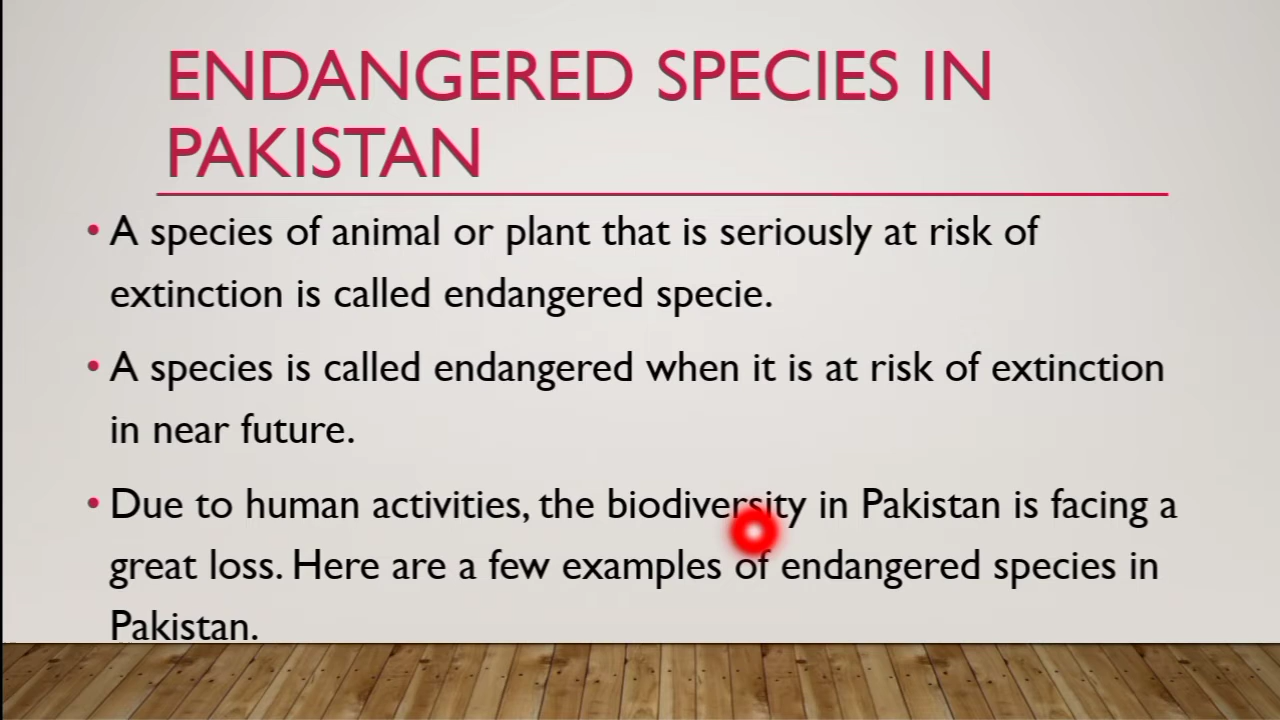 ENDANGERED SPECIES IN
PAKISTAN
• A species of animal or plant that is seriously at risk of
extinction is called endangered specie.
• A species is called endangered when it is at risk of extinction
in near future.
• Due to human activities, the biodiversity in Pakistan is facing a
great loss. Here are a few examples of endangered species in
Pakistan.